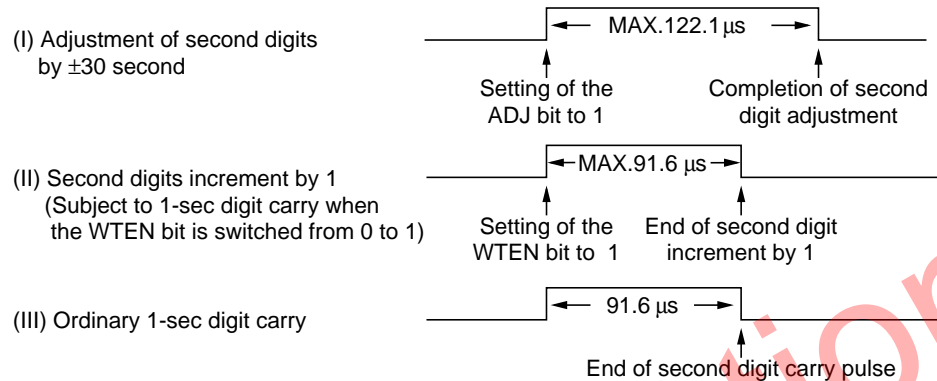 (I) Adjustment of second digits
by ±30 second
MAX.122.1 µs
Setting of the
ADJ bit to 1
Completion of second
digit adjustment
(II) Second digits increment by 1
(Subject to 1-sec digit carry when
the WTEN bit is switched from 0 to 1)
MAX.91.6 µs
Setting of the
WTEN bit to 1
End of second digit
increment by 1
(III) Ordinary 1-sec digit carry
91.6 µs
End of second digit carry pulse